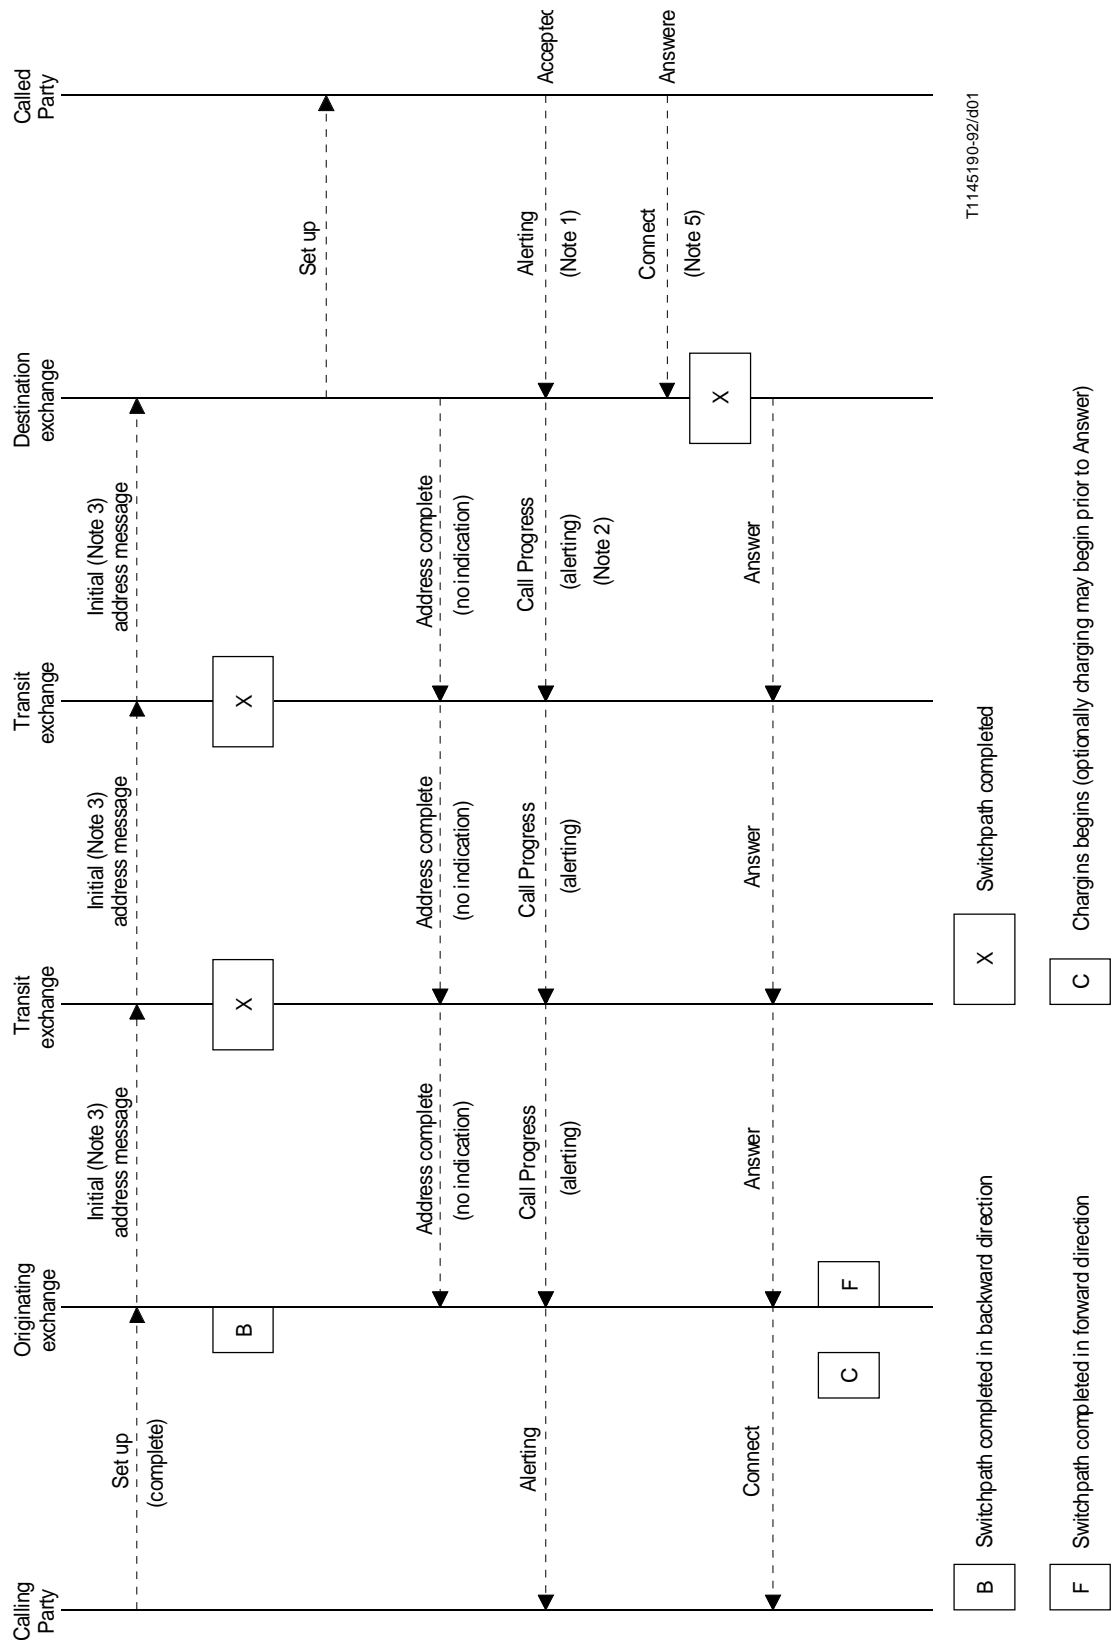 Calling
Party
Originating
exchange
Transit
exchange
Transit
exchange
Destination
exchange
Called
Party
Set up
(complete)
Initial (Note 3)
address message
Initial (Note 3)
address message
Initial (Note 3)
address message
B
X
X
Set up
Address complete
(no indication)
Address complete
(no indication)
Address complete
(no indication)
Alerting
Call Progress
(alerting)
Call Progress
(alerting)
Call Progress
(alerting)
(Note 2)
Alerting
(Note 1)
Accepted
Connect
(Note 5)
Answere
X
Connect
Answer
Answer
Answer
C
F
T1145190-92/d01
B
Switchpath completed in backward direction
X
Switchpath completed
F
Switchpath completed in forward direction
C
Chargins begins (optionally charging may begin prior to Answer)